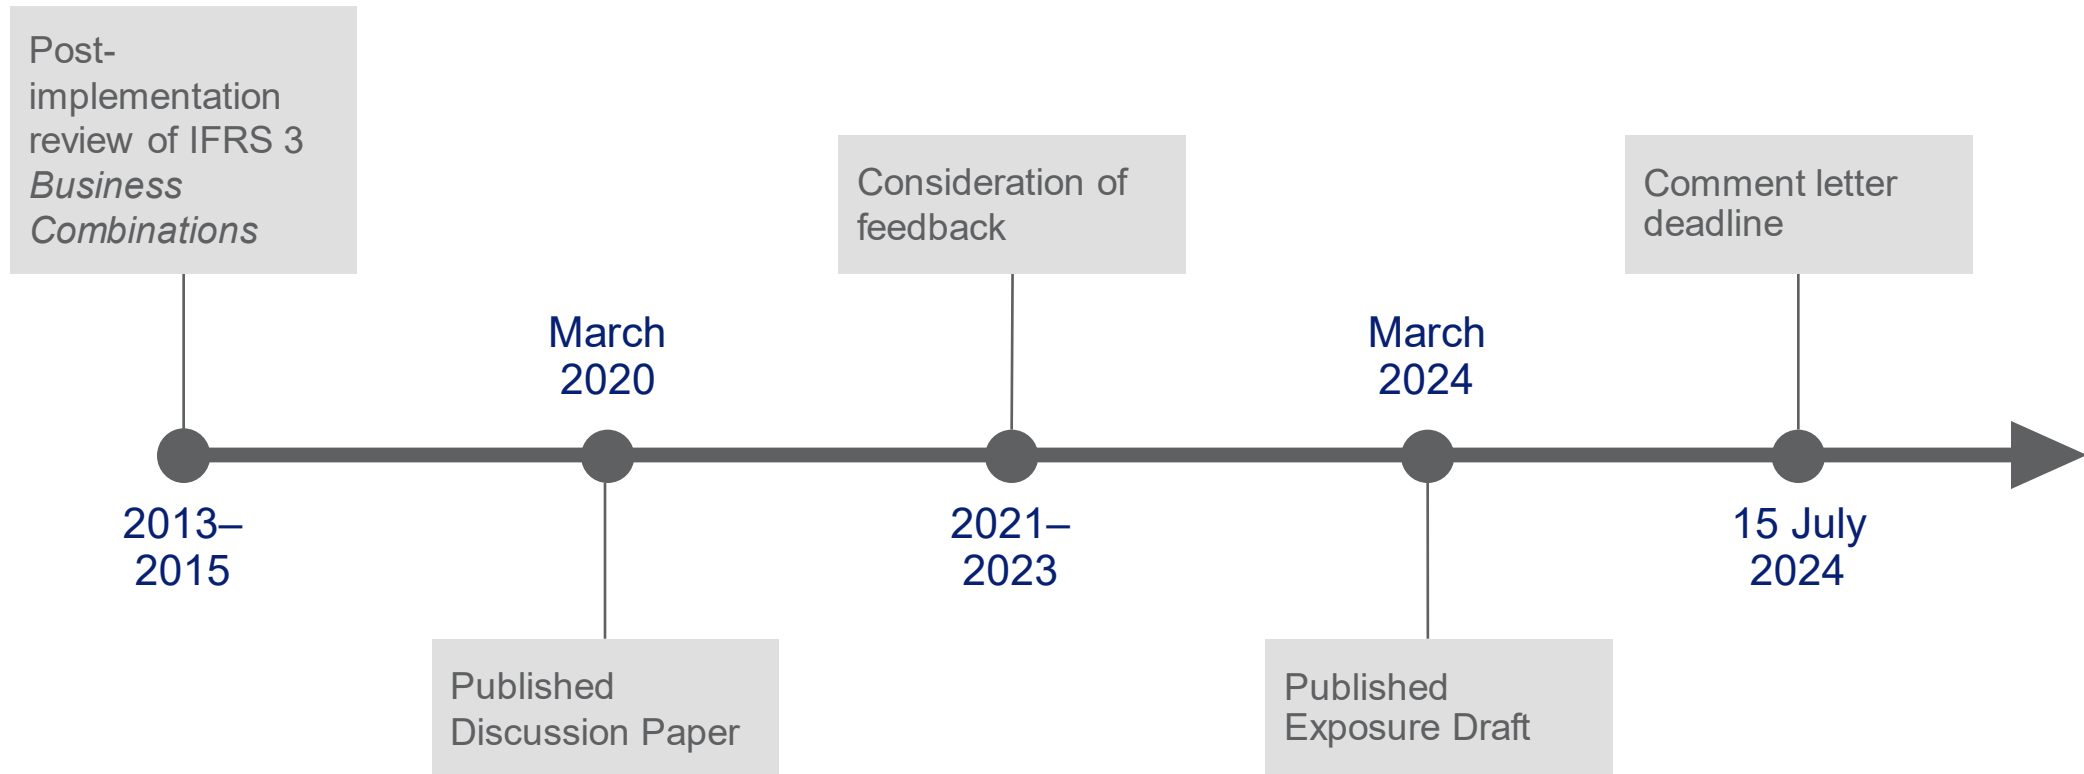 Post-
implementation
review of IFRS 3
Business
Combinations
2013–
2015
March
2020
Published
Discussion Paper
Consideration of
feedback
2021–
2023
March
2024
Published
Exposure Draft
Comment letter
deadline
15 July
2024